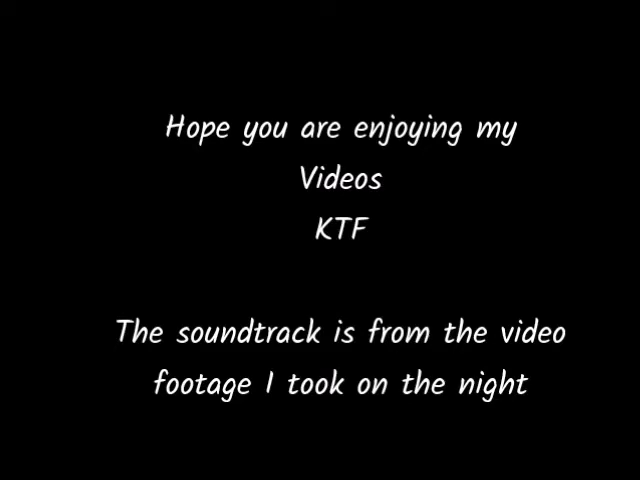 Hope you are enjoying my
Videos
KTF
The soundtrack is from the video
footage I took on the night